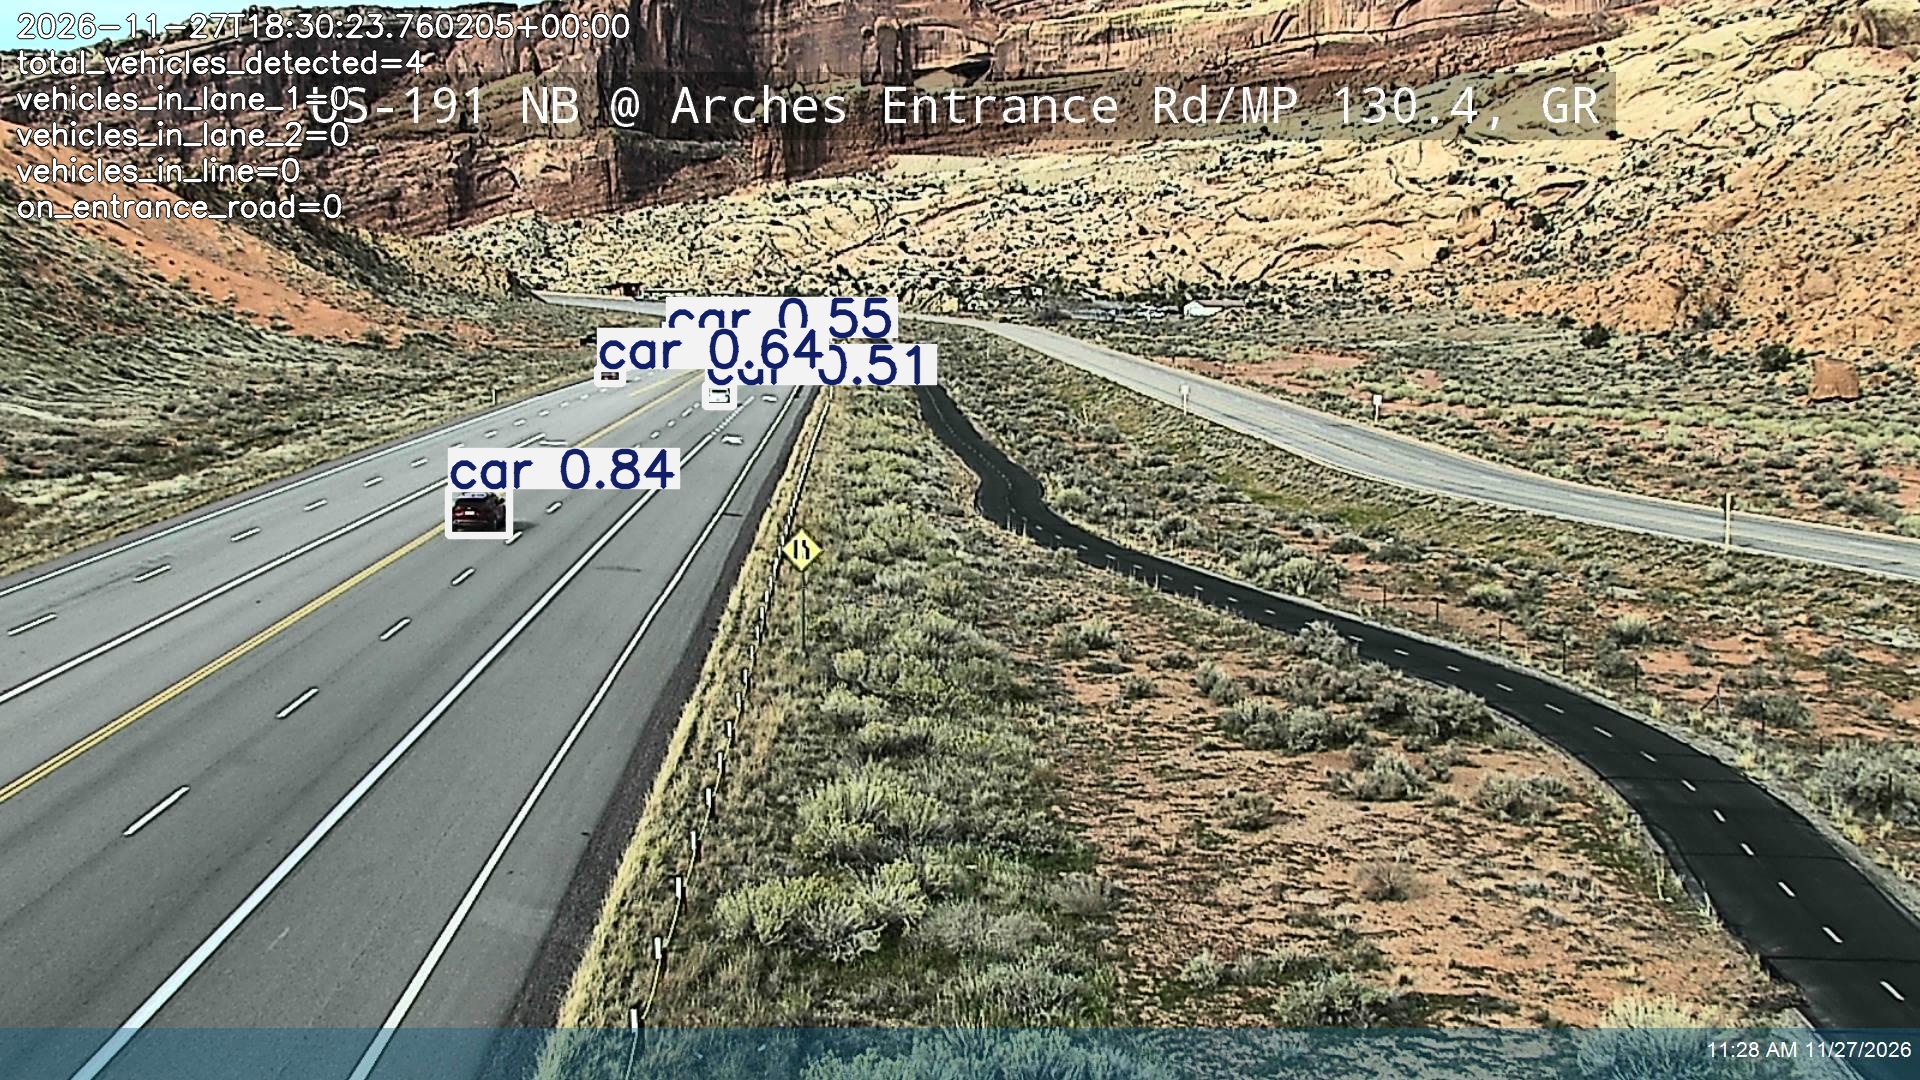 2026-11-27T18:30:23.760205+00:00
total_vehicles_detected=4
vehicles_in_lane_1=0
US-191 NB @ Arches Entrance Rd/MP 130.4, GR
vehicles_in_lane_2=0
vehicles_in_line=0
on_entrance_road=0
car 0.55
car 0.64
car 0.51
car 0.84
11:28 AM 11/27/2026